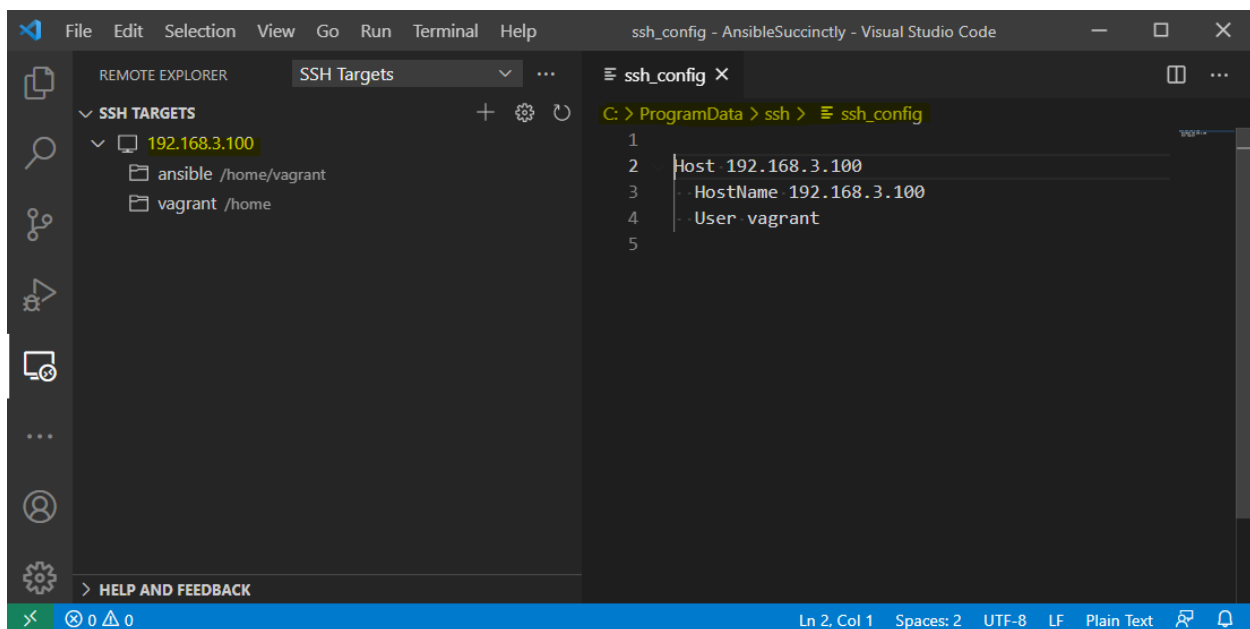 File Edit Selection View Go Run Terminal Help ssh_config - AnsibleSuccinctly - Visual Studio Code
REMOTE EXPLORER SSH Targets
SSH TARGETS
192.168.3.100
ansible /home/vagrant
vagrant /home
HELP AND FEEDBACK
ssh_config
C: > ProgramData > ssh > ssh_config
1
2 Host 192.168.3.100
3 HostName 192.168.3.100
4 User vagrant
5
0 0 Ln 2, Col 1 Spaces: 2 UTF-8 LF Plain Text